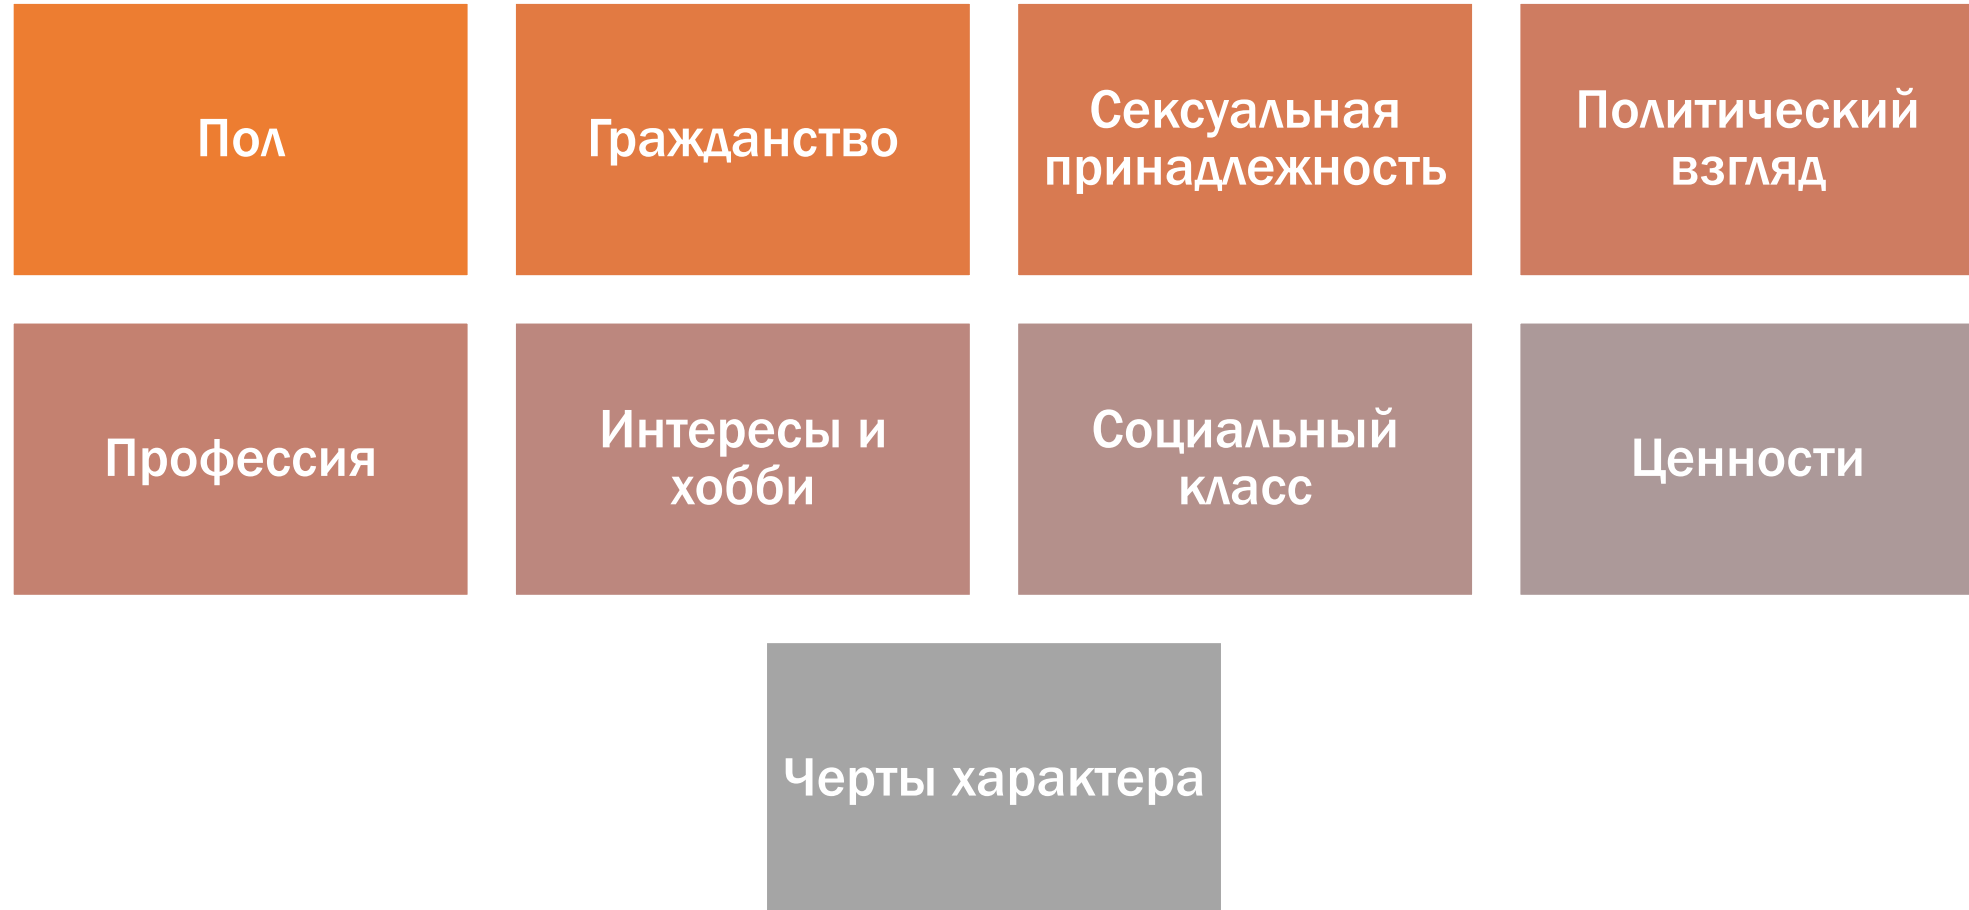 Пол
Гражданство
Сексуальная
принадлежность
Политический
взгляд
Профессия
Интересы и
хобби
Социальный
класс
Ценности
Черты характера